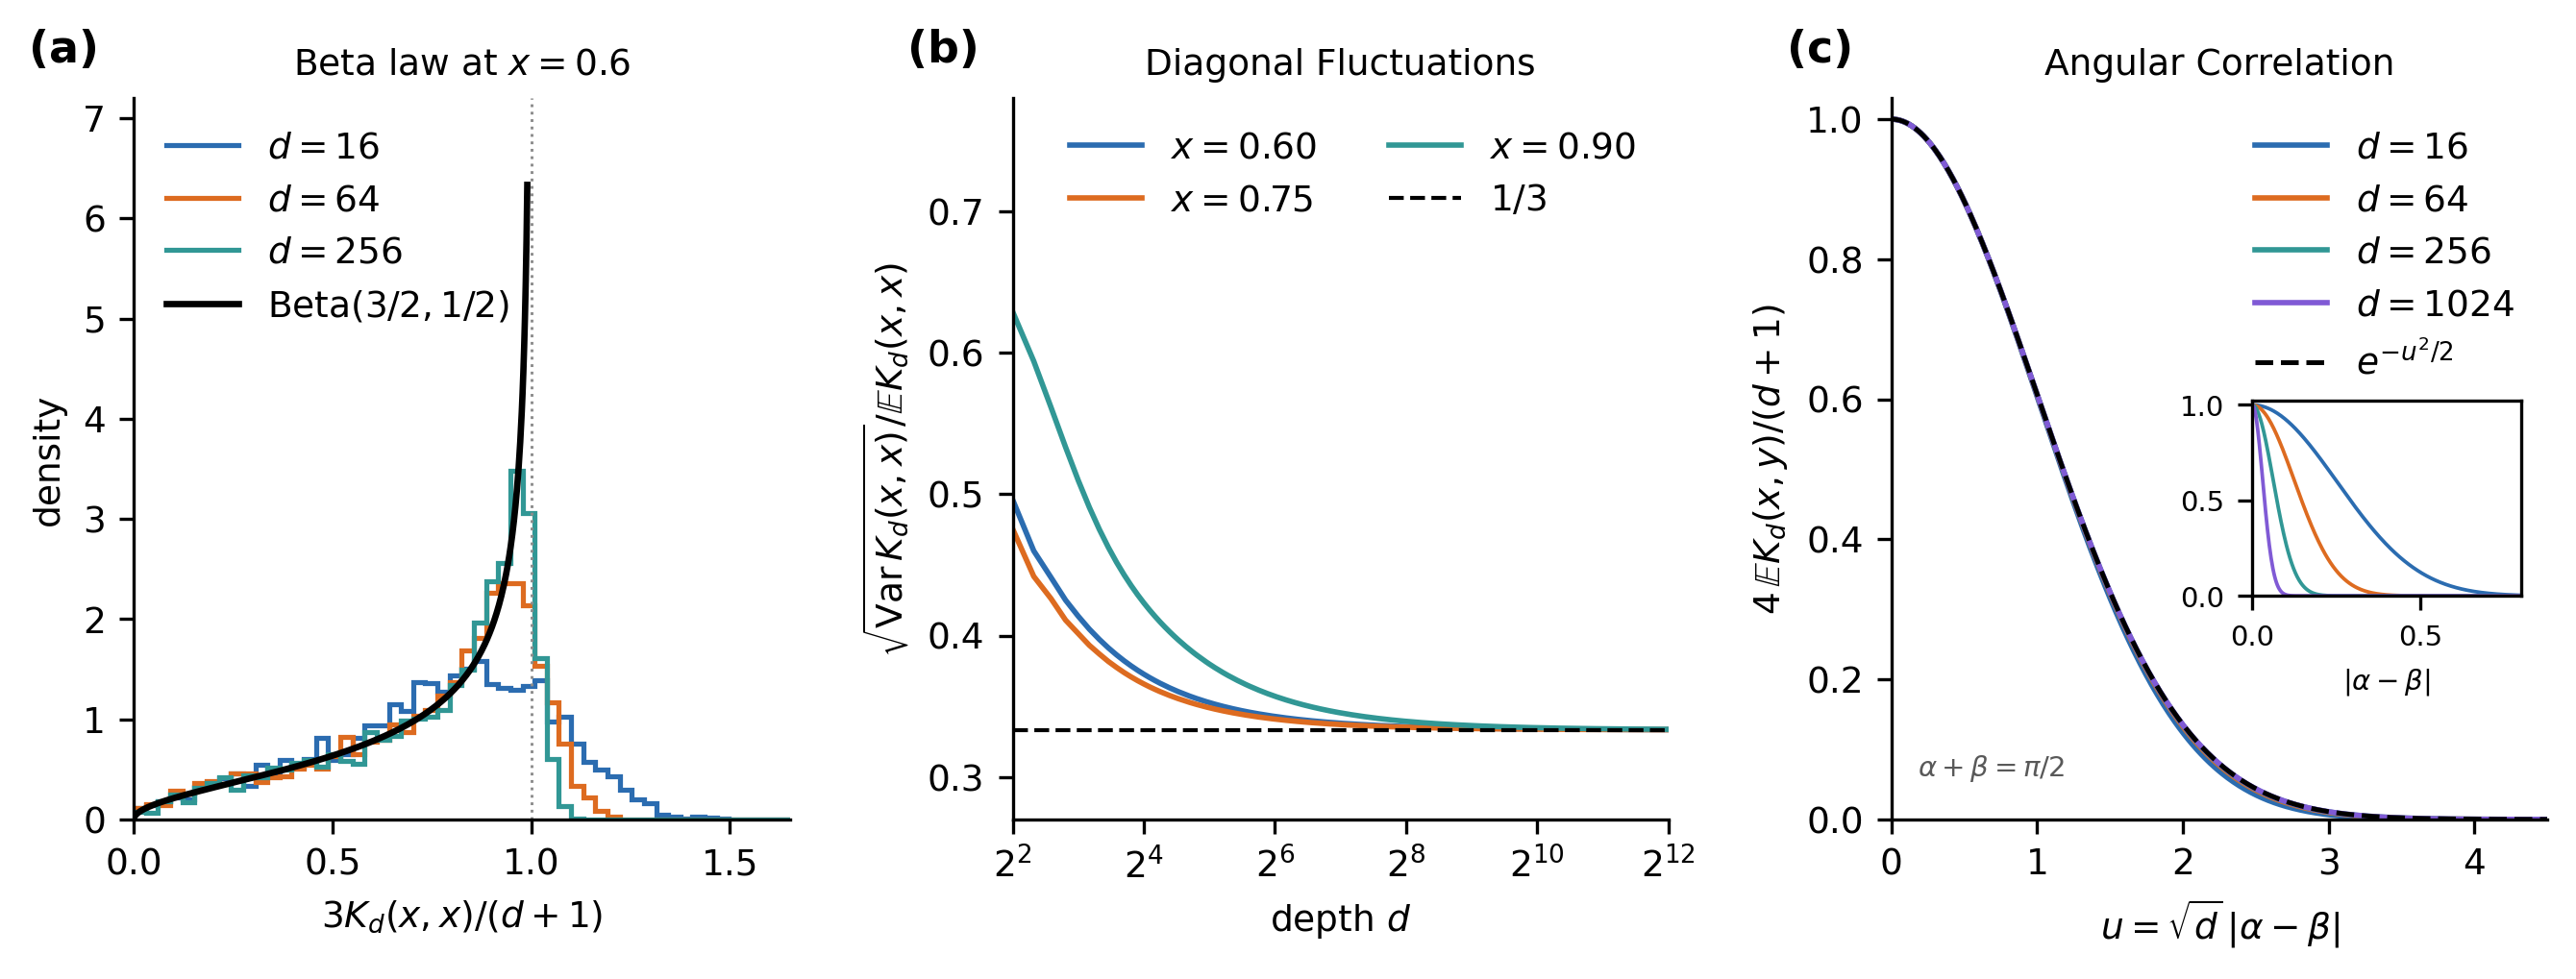 (a)
Beta law at x = 0.6
7
6
5
4
3
2
1
0
density
d = 16
d = 64
d = 256
Beta(3/2, 1/2)
0.0 0.5 1.0 1.5
3K_d(x, x)/(d + 1)
(b)
Diagonal Fluctuations
0.7
0.6
0.5
0.4
0.3
√Var K_d(x, x)/𝔼K_d(x, x)
x = 0.60
x = 0.75
x = 0.90
1/3
2^2 2^4 2^6 2^8 2^10 2^12
depth d
(c)
Angular Correlation
1.0
0.8
0.6
0.4
0.2
0.0
4 𝔼K_d(x, y)/(d + 1)
d = 16
d = 64
d = 256
d = 1024
e^{-u^2/2}
1.0
0.5
0.0
0.0 0.5
|α − β|
α + β = π/2
0 1 2 3 4
u = √d |α − β|